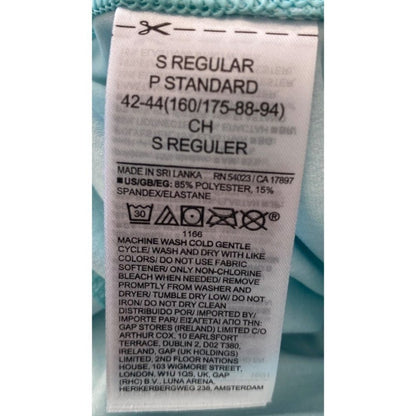 S REGULAR
P STANDARD
42-44(160/175-88-94)
CH
S REGULER
MADE IN SRI LANKA RN 54023 / CA 17897
■ US/GB/EG: 85% POLYESTER, 15%
SPANDEX/ELASTANE
30
1166
MACHINE WASH COLD GENTLE
CYCLE/ WASH AND DRY WITH LIKE
COLORS/ DO NOT USE FABRIC
SOFTENER/ ONLY NON-CHLORINE
BLEACH WHEN NEEDED/ REMOVE
PROMPTLY FROM WASHER AND
DRYER/ TUMBLE DRY LOW/ DO NOT
IRON/ DO NOT DRY CLEAN
DISTRIBUIDO POR/ IMPORTED BY/
IMPORTE PAR/ ΕΙΣΑΓΕΤΑΙ ΑΠΟ ΤΗΝ:
GAP STORES (IRELAND) LIMITED C/O
ARTHUR COX, 10 EARLSFORT
TERRACE, DUBLIN 2, D02 T380,
IRELAND, GAP (UK HOLDINGS)
LIMITED, 2ND FLOOR NATIONS
HOUSE, 103 WIGMORE STREET,
LONDON, W1U 1QS, UK, GAP
(RHC) B.V., LUNA ARENA,
HERIKERBERGWEG 238, AMSTERDAM